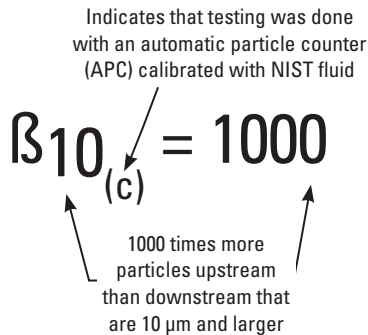 Indicates that testing was done
with an automatic particle counter
(APC) calibrated with NIST fluid
ß10(c) = 1000
1000 times more
particles upstream
than downstream that
are 10 µm and larger